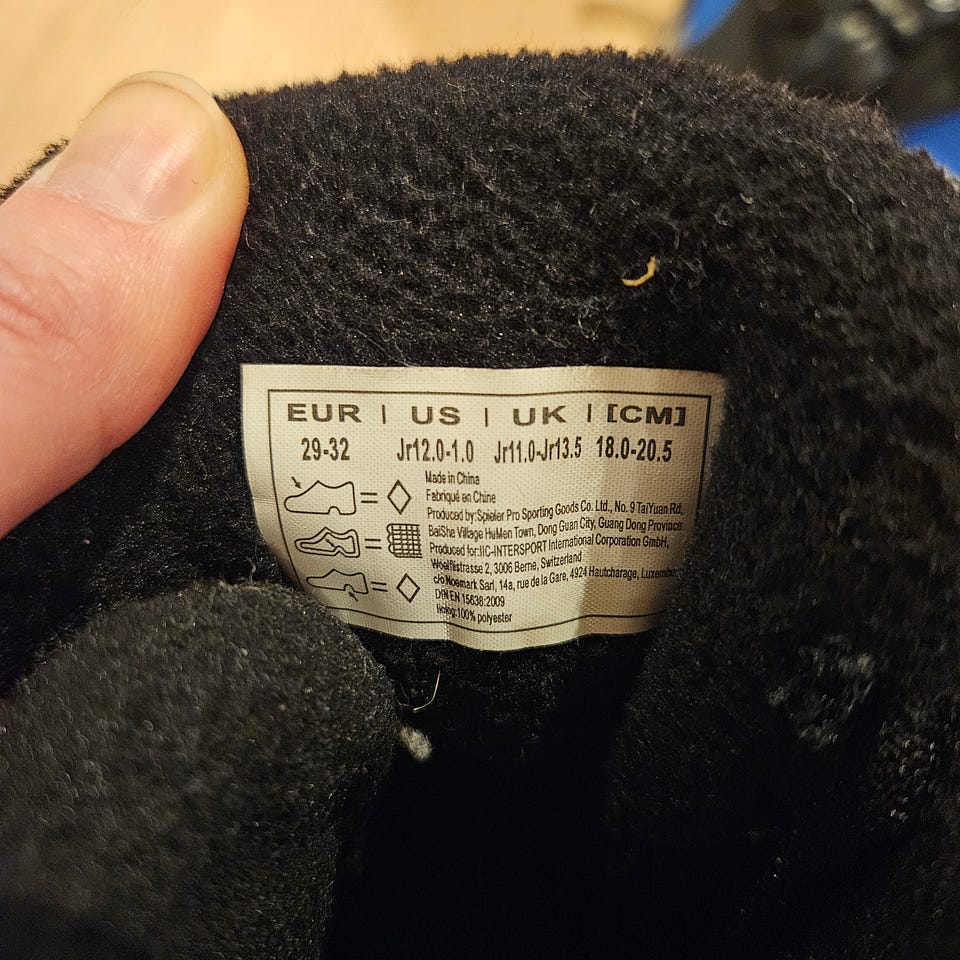 EUR | US | UK | [CM]
29-32 Jr12.0-1.0 Jr11.0-Jr13.5 18.0-20.5
Made in China
Fabriqué en Chine
Produced by:Spieler Pro Sporting Goods Co. Ltd., No. 9 TaiYuan Rd,
BaiSha Village HuMen Town, Dong Guan City, Guang Dong Province
Produced for:IIC-INTERSPORT International Corporation GmbH,
Woelflistrasse 2, 3006 Berne, Switzerland
c/o Noemark Sarl, 14a, rue de la Gare, 4924 Hautcharage,
DIN EN 15638:2009
lining:100% polyester